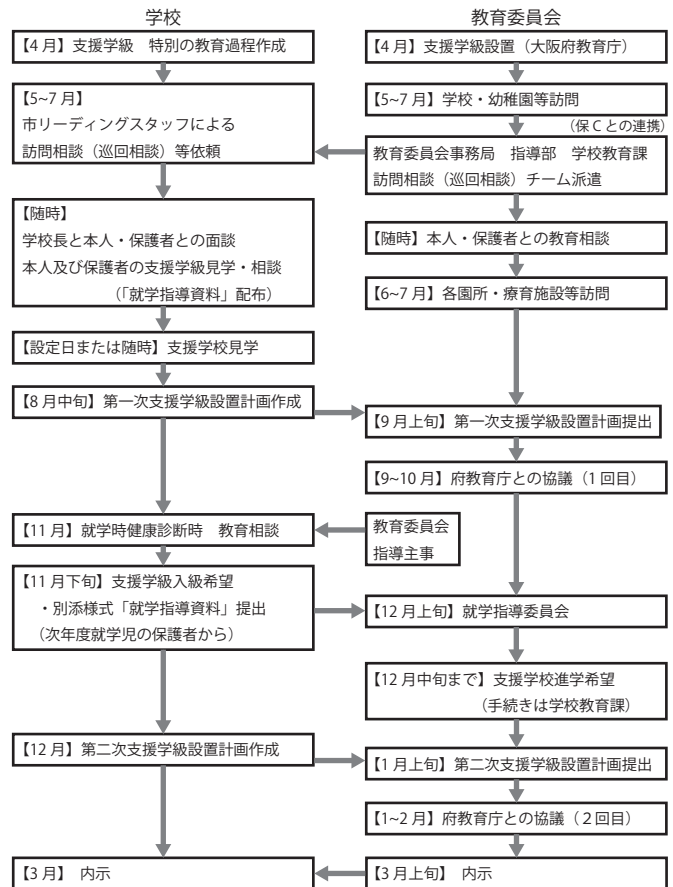 学校
【4月】支援学級　特別の教育過程作成
【5~7月】
市リーディングスタッフによる
訪問相談（巡回相談）等依頼
【随時】
学校長と本人・保護者との面談
本人及び保護者の支援学級見学・相談
（「就学指導資料」配布）
【設定日または随時】支援学校見学
【8月中旬】第一次支援学級設置計画作成
【11月】就学時健康診断時　教育相談
【11月下旬】支援学級入級希望
・別添様式「就学指導資料」提出
（次年度就学児の保護者から）
【12月】第二次支援学級設置計画作成
【3月】 内示
教育委員会
【4月】支援学級設置（大阪府教育庁）
【5~7月】学校・幼稚園等訪問
（保Cとの連携）
教育委員会事務局　指導部　学校教育課
訪問相談（巡回相談）チーム派遣
【随時】本人・保護者との教育相談
【6~7月】各園所・療育施設等訪問
【9月上旬】第一次支援学級設置計画提出
【9~10月】府教育庁との協議（1回目）
教育委員会
指導主事
【12月上旬】就学指導委員会
【12月中旬まで】支援学校進学希望
（手続きは学校教育課）
【1月上旬】第二次支援学級設置計画提出
【1~2月】府教育庁との協議（２回目）
【3月上旬】 内示